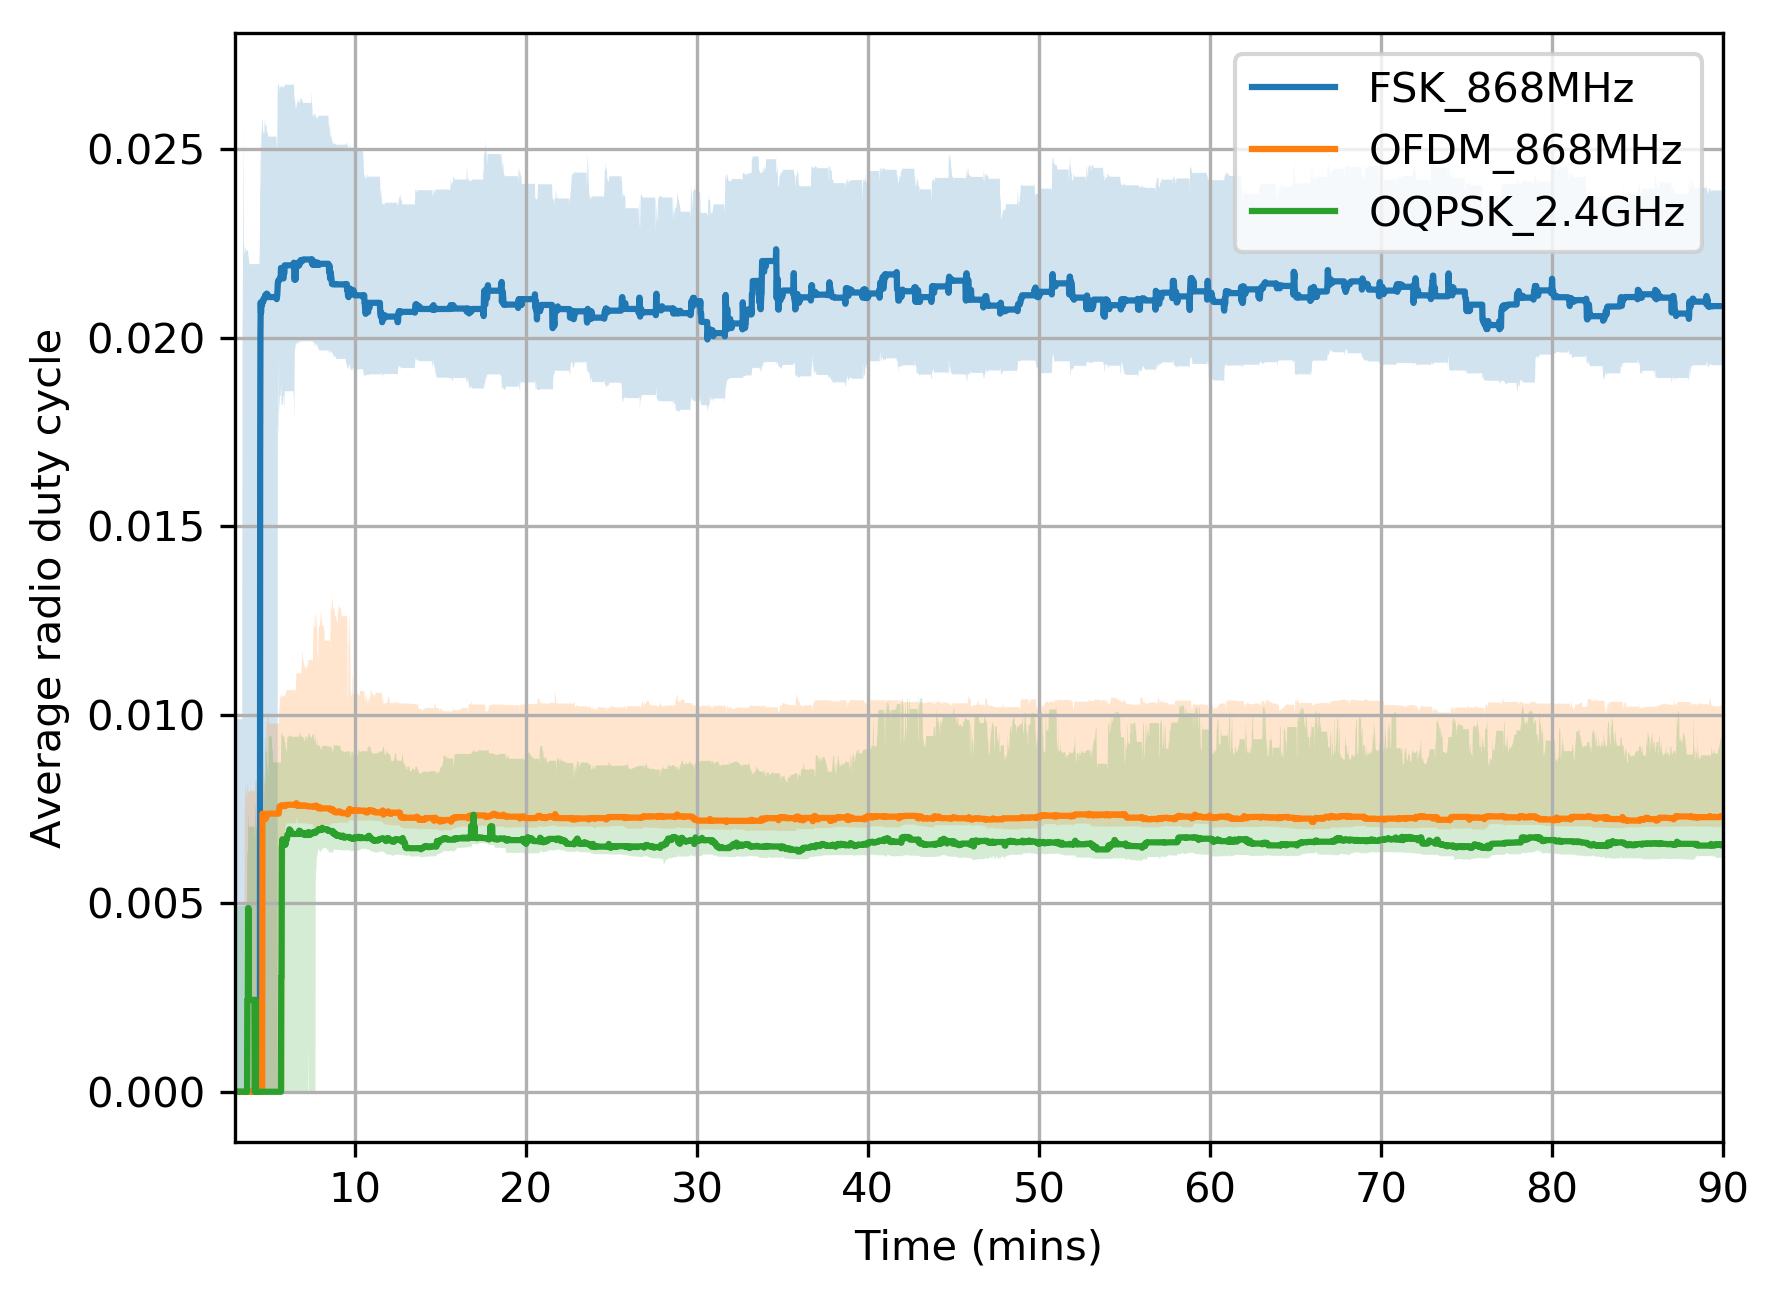 FSK_868MHz
OFDM_868MHz
OQPSK_2.4GHz
Average radio duty cycle
0.025
0.020
0.015
0.010
0.005
0.000
10 20 30 40 50 60 70 80 90
Time (mins)